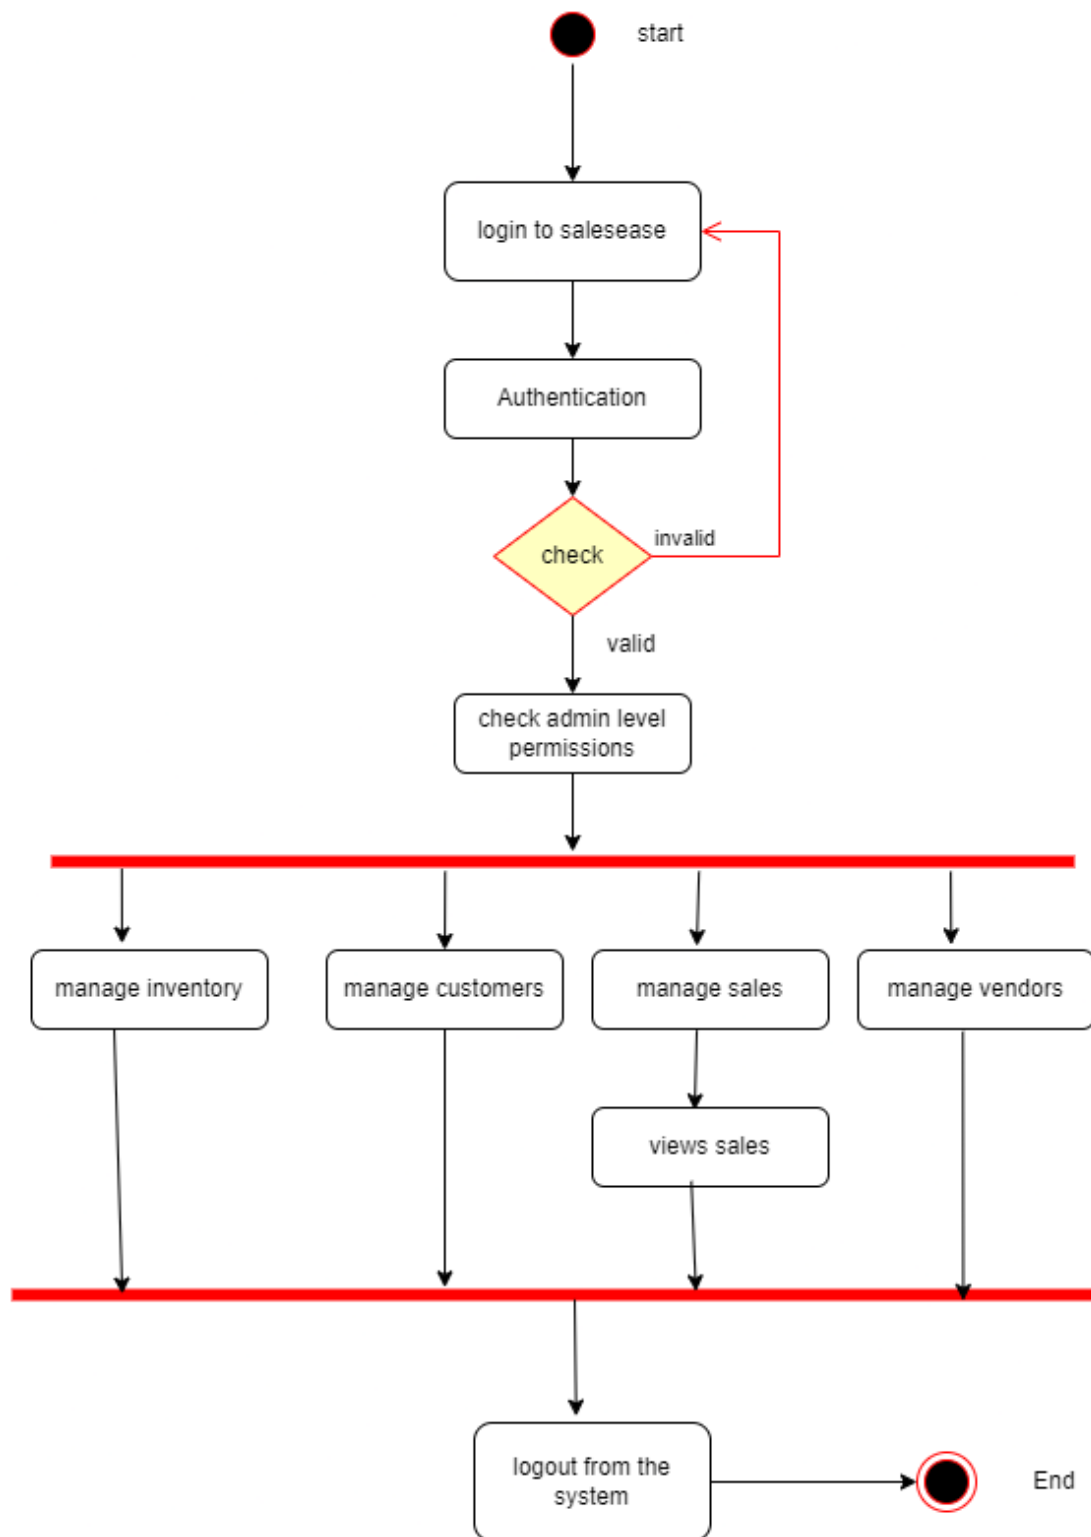 start
login to salesease
Authentication
check
invalid
valid
check admin level
permissions
manage inventory
manage customers
manage sales
manage vendors
views sales
logout from the
system
End